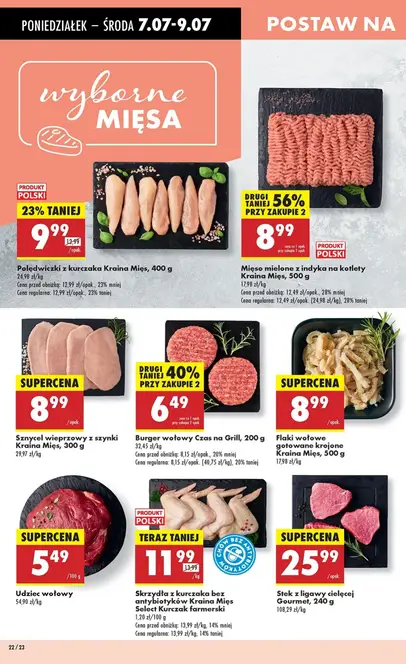 PONIEDZIAŁEK – ŚRODA 7.07-9.07
POSTAW NA
wyborne
MIĘSA
PRODUKT
POLSKI
23% TANIEJ
9 99
13,49
/opak.
Polędwiczki z kurczaka Kraina Mięs, 400 g
24,98 zł/kg
Cena przed obniżką: 12,99 zł/opak., 23% mniej
Cena regularna: 12,99 zł/opak., 23% taniej
DRUGI TANIEJ 56%
PRZY ZAKUPIE 2
8 99
PRODUKT
POLSKI
Mięso mielone z indyka na kotlety
Kraina Mięs, 500 g
17,98 zł/kg
Cena przed obniżką: 12,49 zł/opak., 28% mniej
Cena regularna: 12,49 zł/opak. (24,98 zł/kg), 28% taniej
SUPERCENA
8 99
/opak.
Sznycel wieprzowy z szynki
Kraina Mięs, 300 g
29,97 zł/kg
DRUGI TANIEJ 40%
PRZY ZAKUPIE 2
6 49
Burger wołowy Czas na Grill, 200 g
32,45 zł/kg
Cena przed obniżką: 8,15 zł/opak., 20% mniej
Cena regularna: 8,15 zł/opak. (40,75 zł/kg), 20% taniej
SUPERCENA
8 99
/opak.
Flaki wołowe
gotowane krojone
Kraina Mięs, 500 g
17,98 zł/kg
SUPERCENA
5 49
/100 g
Udziec wołowy
54,90 zł/kg
PRODUKT
POLSKI
TERAZ TANIEJ
11 99
13,99
/kg
CHÓW BEZ ANTYBIOTYKÓW
Skrzydła z kurczaka bez
antybiotyków Kraina Mięs
Select Kurczak farmerski
1,20 zł/100 g
Cena przed obniżką: 13,99 zł/kg, 14% mniej
Cena regularna: 13,99 zł/kg, 14% taniej
SUPERCENA
25 99
/opak.
Stek z ligawy cielęcej
Gourmet, 240 g
108,29 zł/kg
22 / 23